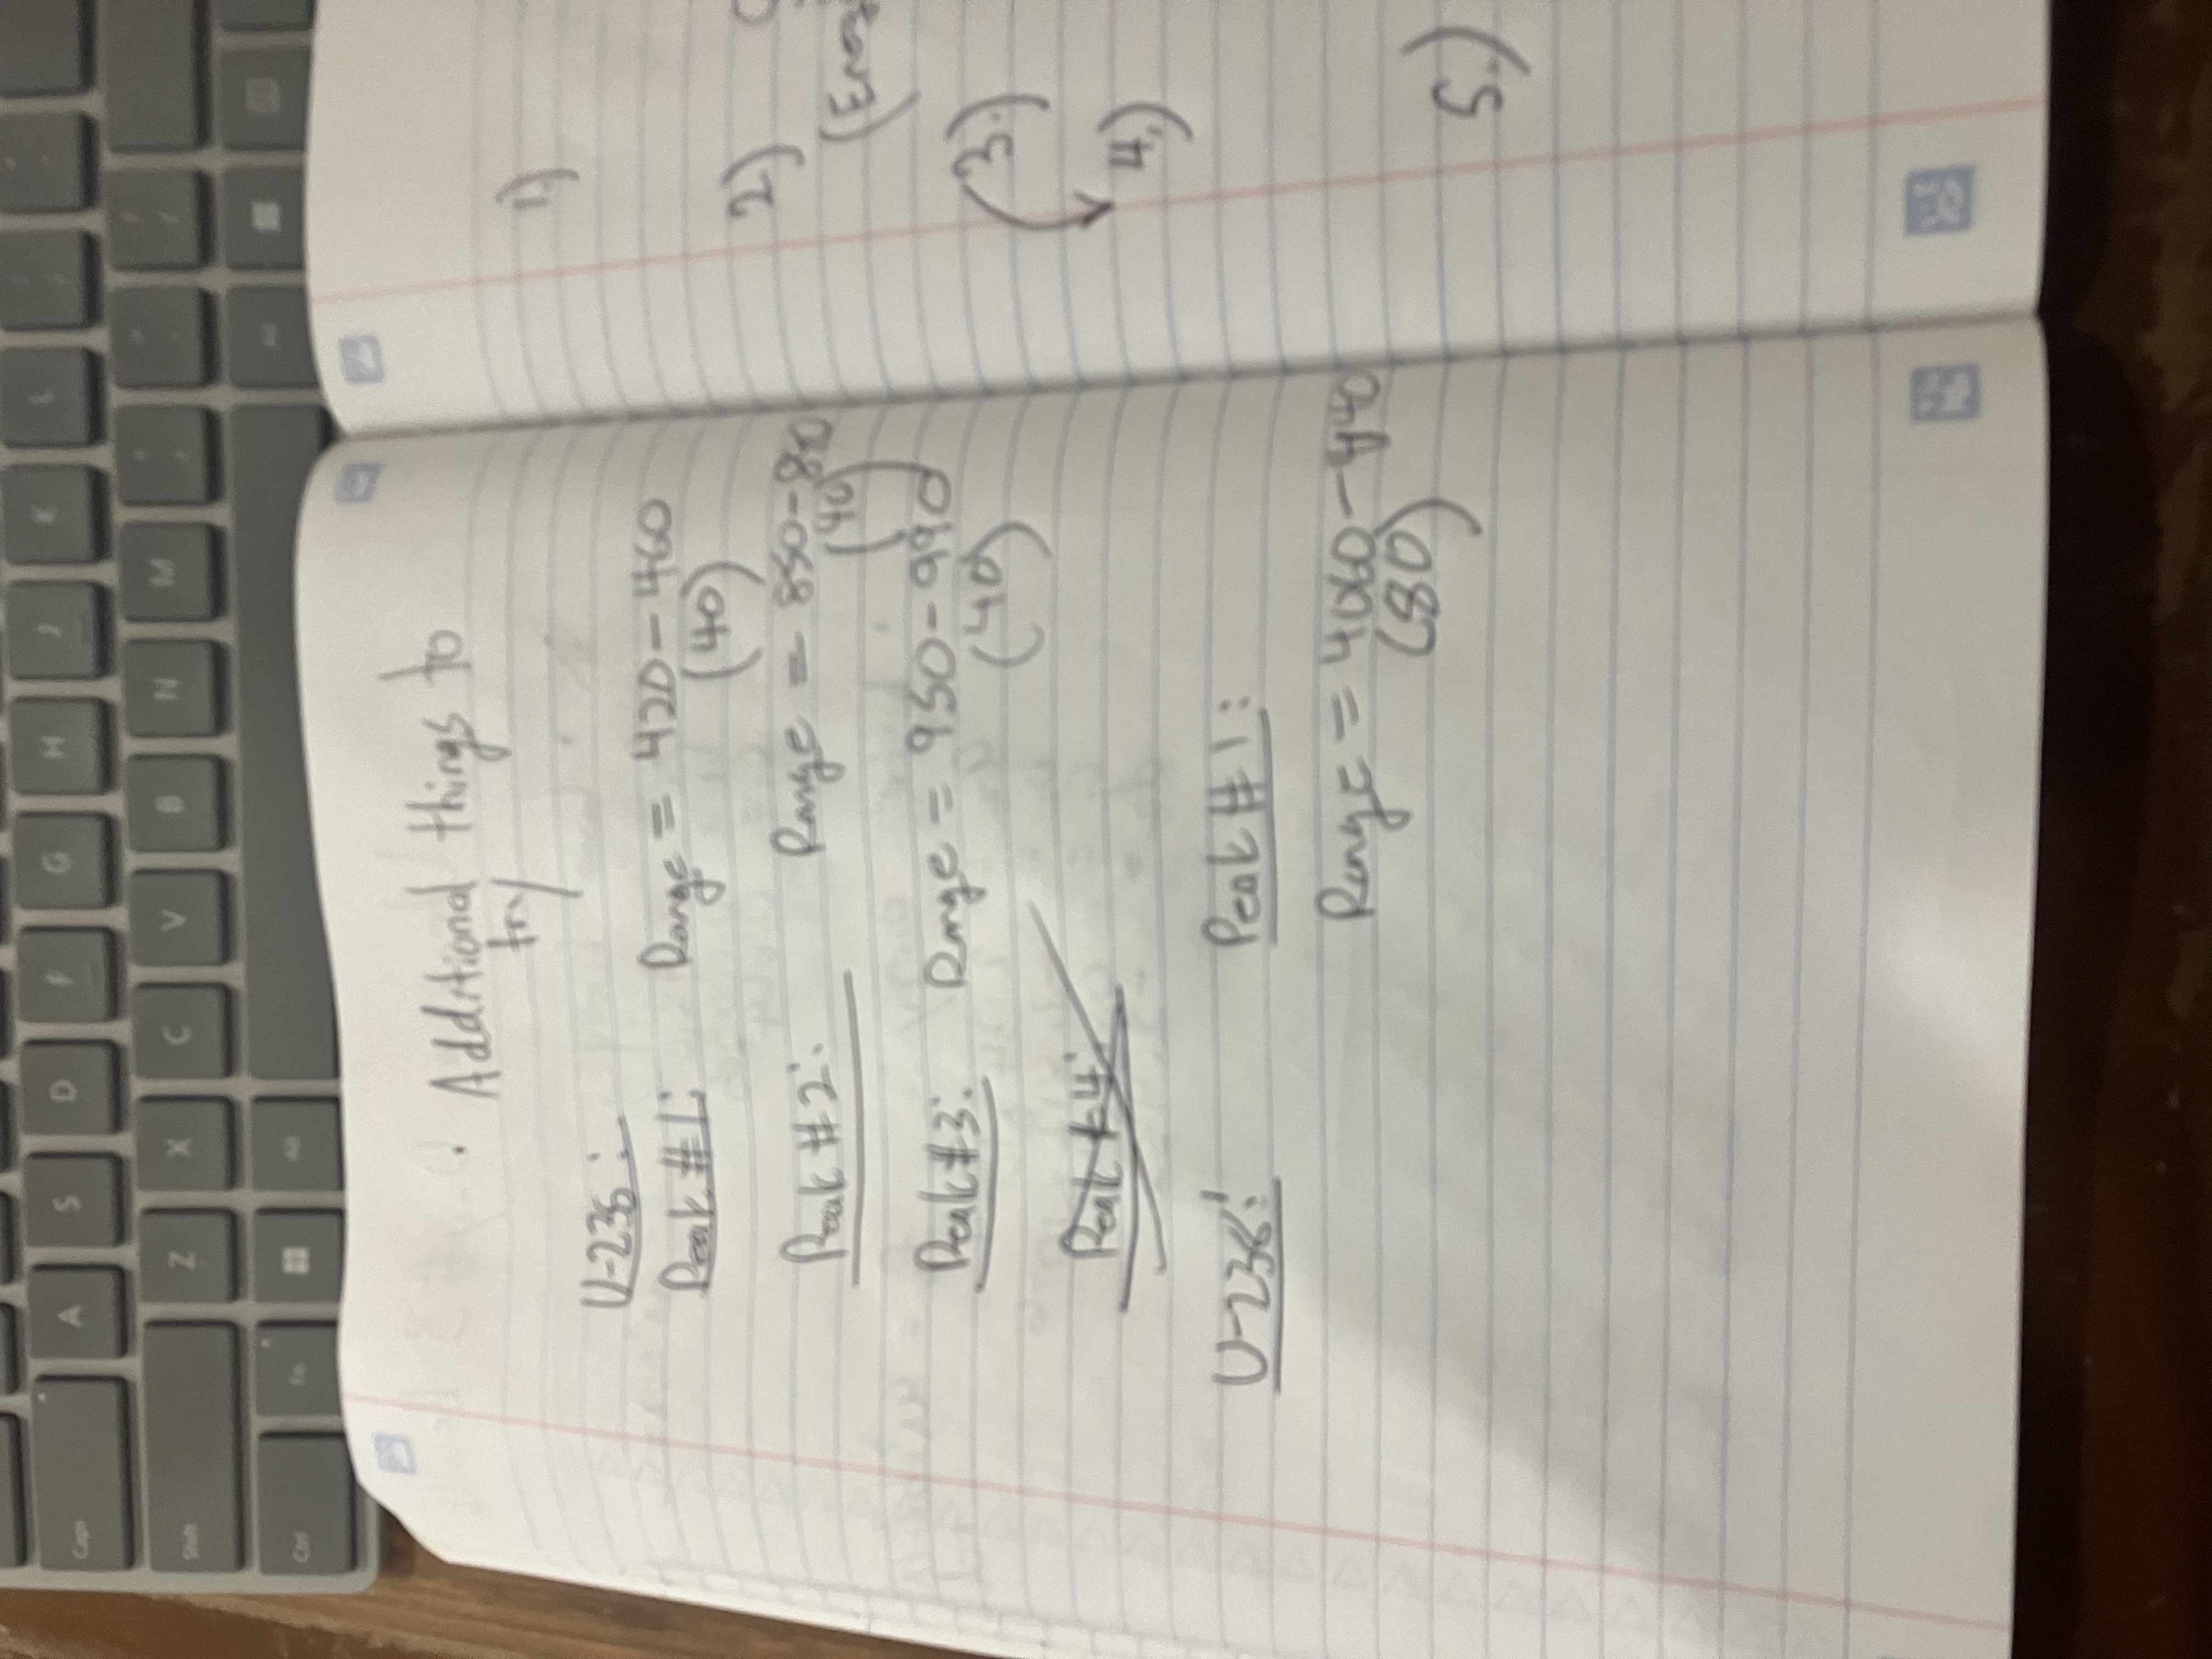 Caps A S D F G H J K L
Shift Z X C V B N M
Ctrl Fn Alt
· Additional things to
try
U-235:
Peak #1: Range = 420-460
(40)
Peak #2: Range = 850-890
(40)
Peak #3: Range = 950-990
(40)
Peak #4:
U-238: Peak #1:
Range = 4060-4140
(80)
1)
2.)
(Energ
3.)
4.)
5.)